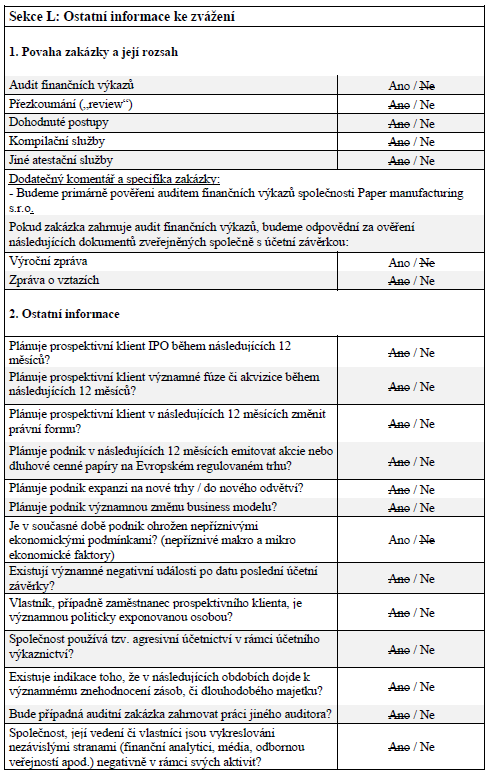 Sekce L: Ostatní informace ke zvážení
1. Povaha zakázky a její rozsah
Audit finančních výkazů Ano / Ne
Přezkoumání („review“) Ano / Ne
Dohodnuté postupy Ano / Ne
Kompilační služby Ano / Ne
Jiné atestační služby Ano / Ne
Dodatečný komentář a specifika zakázky:
- Budeme primárně pověření auditem finančních výkazů společnosti Paper manufacturing
s.r.o.
Pokud zakázka zahrnuje audit finančních výkazů, budeme odpovědní za ověření
následujících dokumentů zveřejněných společně s účetní závěrkou:
Výroční zpráva Ano / Ne
Zpráva o vztazích Ano / Ne
2. Ostatní informace
Plánuje prospektivní klient IPO během následujících 12
měsíců? Ano / Ne
Plánuje prospektivní klient významné fúze či akvizice během
následujících 12 měsíců? Ano / Ne
Plánuje prospektivní klient v následujících 12 měsících změnit
právní formu? Ano / Ne
Plánuje podnik v následujících 12 měsících emitovat akcie nebo
dluhové cenné papíry na Evropském regulovaném trhu? Ano / Ne
Plánuje podnik expanzi na nové trhy / do nového odvětví? Ano / Ne
Plánuje podnik významnou změnu business modelu? Ano / Ne
Je v současné době podnik ohrožen nepříznivými
ekonomickými podmínkami? (nepříznivé makro a mikro
ekonomické faktory) Ano / Ne
Existují významné negativní události po datu poslední účetní
závěrky? Ano / Ne
Vlastník, případně zaměstnanec prospektivního klienta, je
významnou politicky exponovanou osobou? Ano / Ne
Společnost používá tzv. agresivní účetnictví v rámci účetního
výkaznictví? Ano / Ne
Existuje indikace toho, že v následujících obdobích dojde k
významnému znehodnocení zásob, či dlouhodobého majetku? Ano / Ne
Bude případná auditní zakázka zahrnovat práci jiného auditora? Ano / Ne
Společnost, její vedení či vlastníci jsou vykreslováni
nezávislými stranami (finanční analytici, média, odbornou
veřejností apod.) negativně v rámci svých aktivit? Ano / Ne